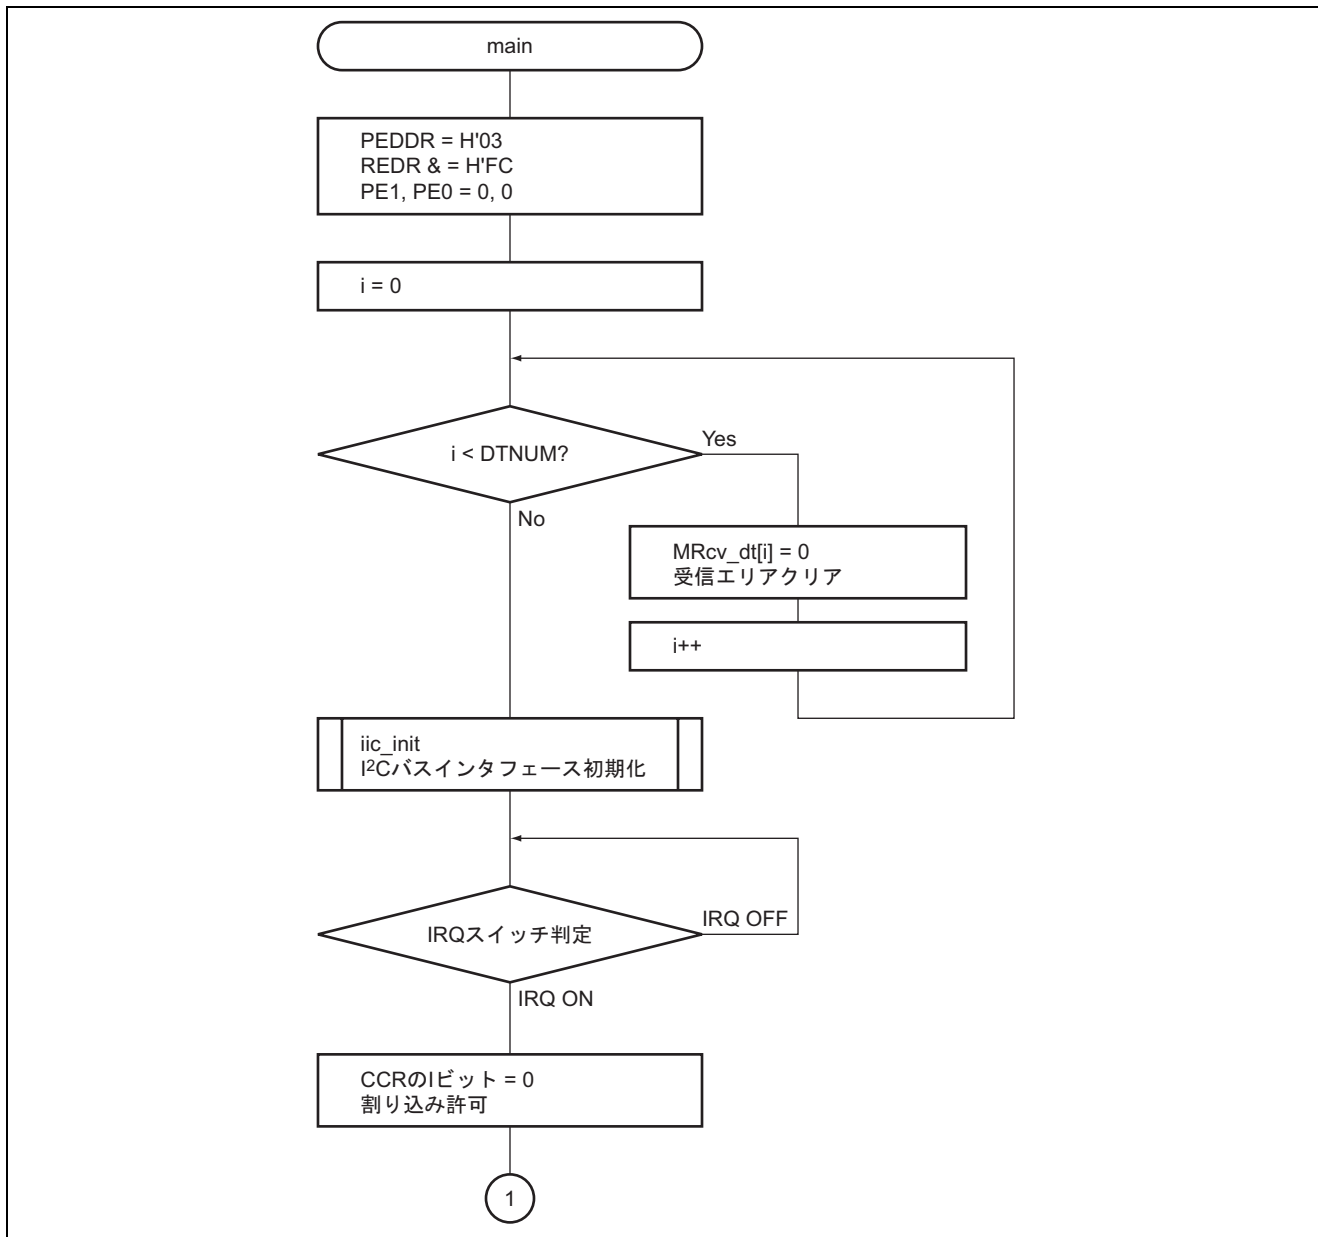 main
PEDDR = H'03
REDR & = H'FC
PE1, PE0 = 0, 0
i = 0
i < DTNUM?
Yes
No
MRcv_dt[i] = 0
受信エリアクリア
i++
iic_init
I²Cバスインタフェース初期化
IRQスイッチ判定
IRQ OFF
IRQ ON
CCRのIビット = 0
割り込み許可
1